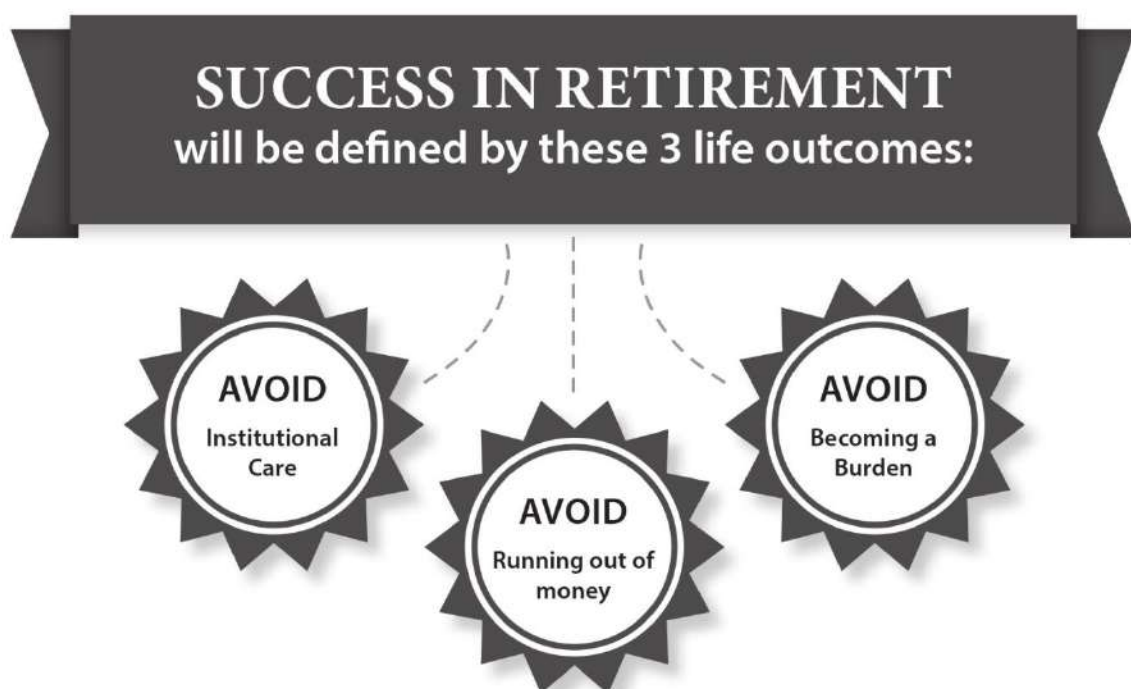 SUCCESS IN RETIREMENT
will be defined by these 3 life outcomes:
AVOID
Institutional
Care
AVOID
Running out of
money
AVOID
Becoming a
Burden